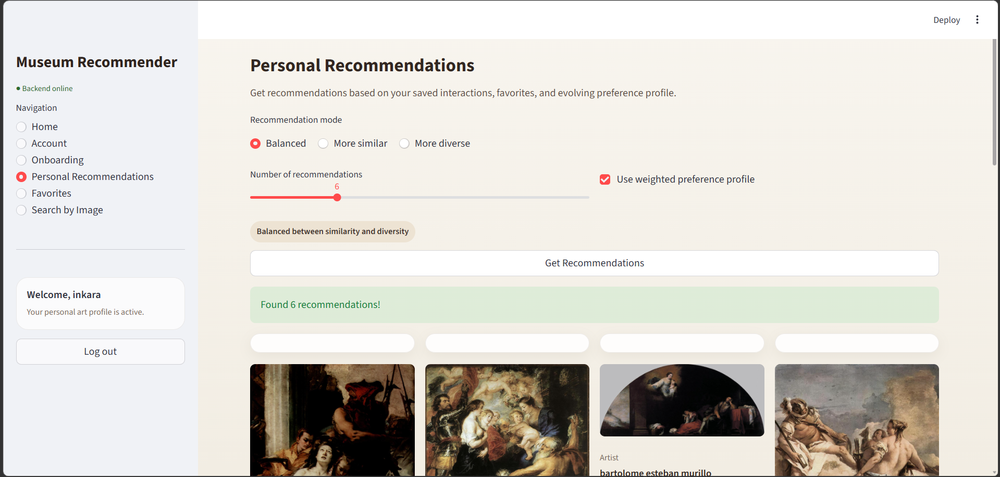 Deploy
Museum Recommender
Backend online
Navigation
Home
Account
Onboarding
Personal Recommendations
Favorites
Search by Image
Welcome, inkara
Your personal art profile is active.
Log out
Personal Recommendations
Get recommendations based on your saved interactions, favorites, and evolving preference profile.
Recommendation mode
Balanced More similar More diverse
Number of recommendations
6
Use weighted preference profile
Balanced between similarity and diversity
Get Recommendations
Found 6 recommendations!
Artist
bartolome esteban murillo